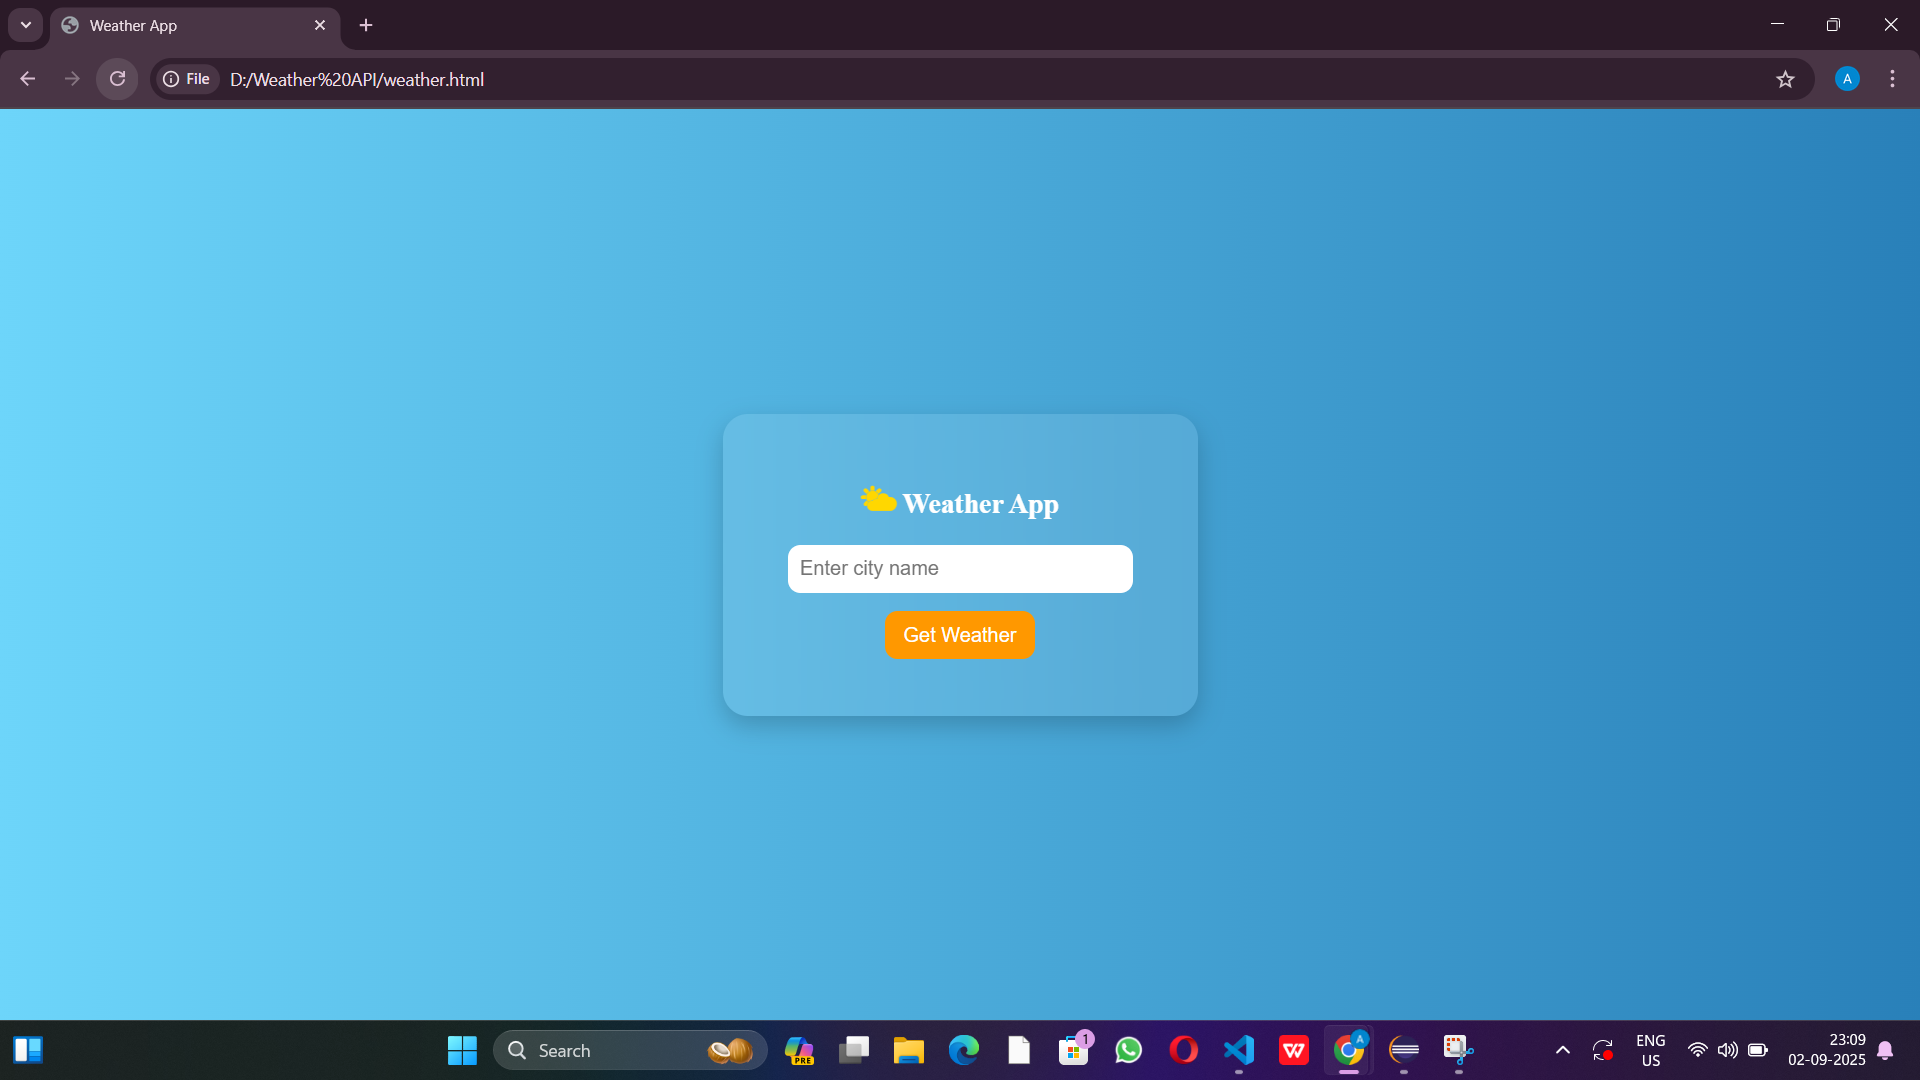 Weather App
File
D:/Weather%20API/weather.html
A
Weather App
Enter city name
Get Weather
Search
PRE
1
A
ENG
US
23:09
02-09-2025